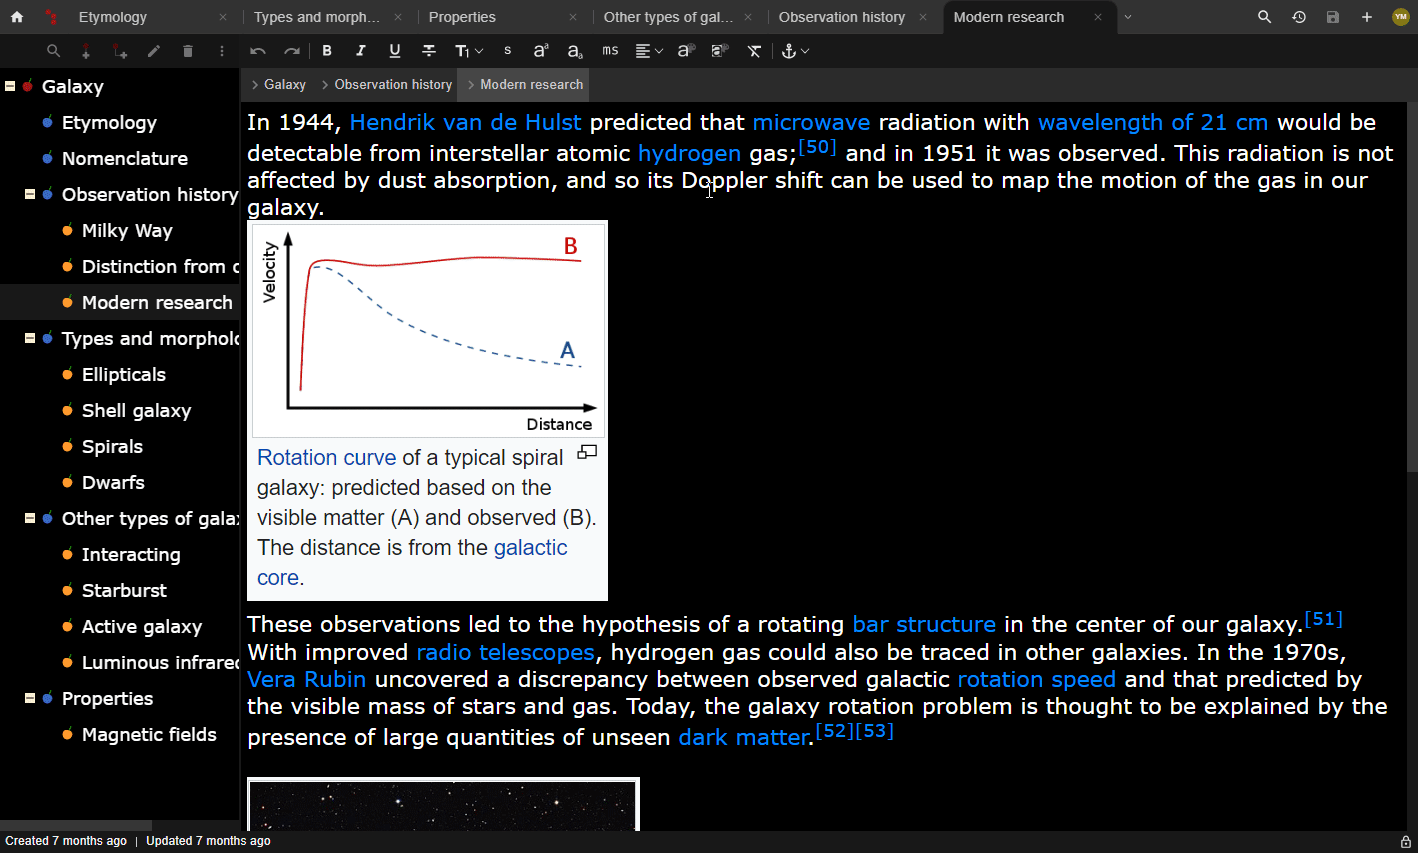 Etymology
Types and morph...
Properties
Other types of gal...
Observation history
Modern research
YM
B I U T T1 s aa aa ms a a T
Galaxy
Observation history
Modern research
Galaxy
Etymology
Nomenclature
Observation history
Milky Way
Distinction from
Modern research
Types and morpholo
Ellipticals
Shell galaxy
Spirals
Dwarfs
Other types of gala
Interacting
Starburst
Active galaxy
Luminous infrared
Properties
Magnetic fields
In 1944, Hendrik van de Hulst predicted that microwave radiation with wavelength of 21 cm would be
detectable from interstellar atomic hydrogen gas;[50] and in 1951 it was observed. This radiation is not
affected by dust absorption, and so its Doppler shift can be used to map the motion of the gas in our
galaxy.
Velocity
B
A
Distance
Rotation curve of a typical spiral
galaxy: predicted based on the
visible matter (A) and observed (B).
The distance is from the galactic
core.
These observations led to the hypothesis of a rotating bar structure in the center of our galaxy.[51]
With improved radio telescopes, hydrogen gas could also be traced in other galaxies. In the 1970s,
Vera Rubin uncovered a discrepancy between observed galactic rotation speed and that predicted by
the visible mass of stars and gas. Today, the galaxy rotation problem is thought to be explained by the
presence of large quantities of unseen dark matter.[52][53]
Created 7 months ago | Updated 7 months ago